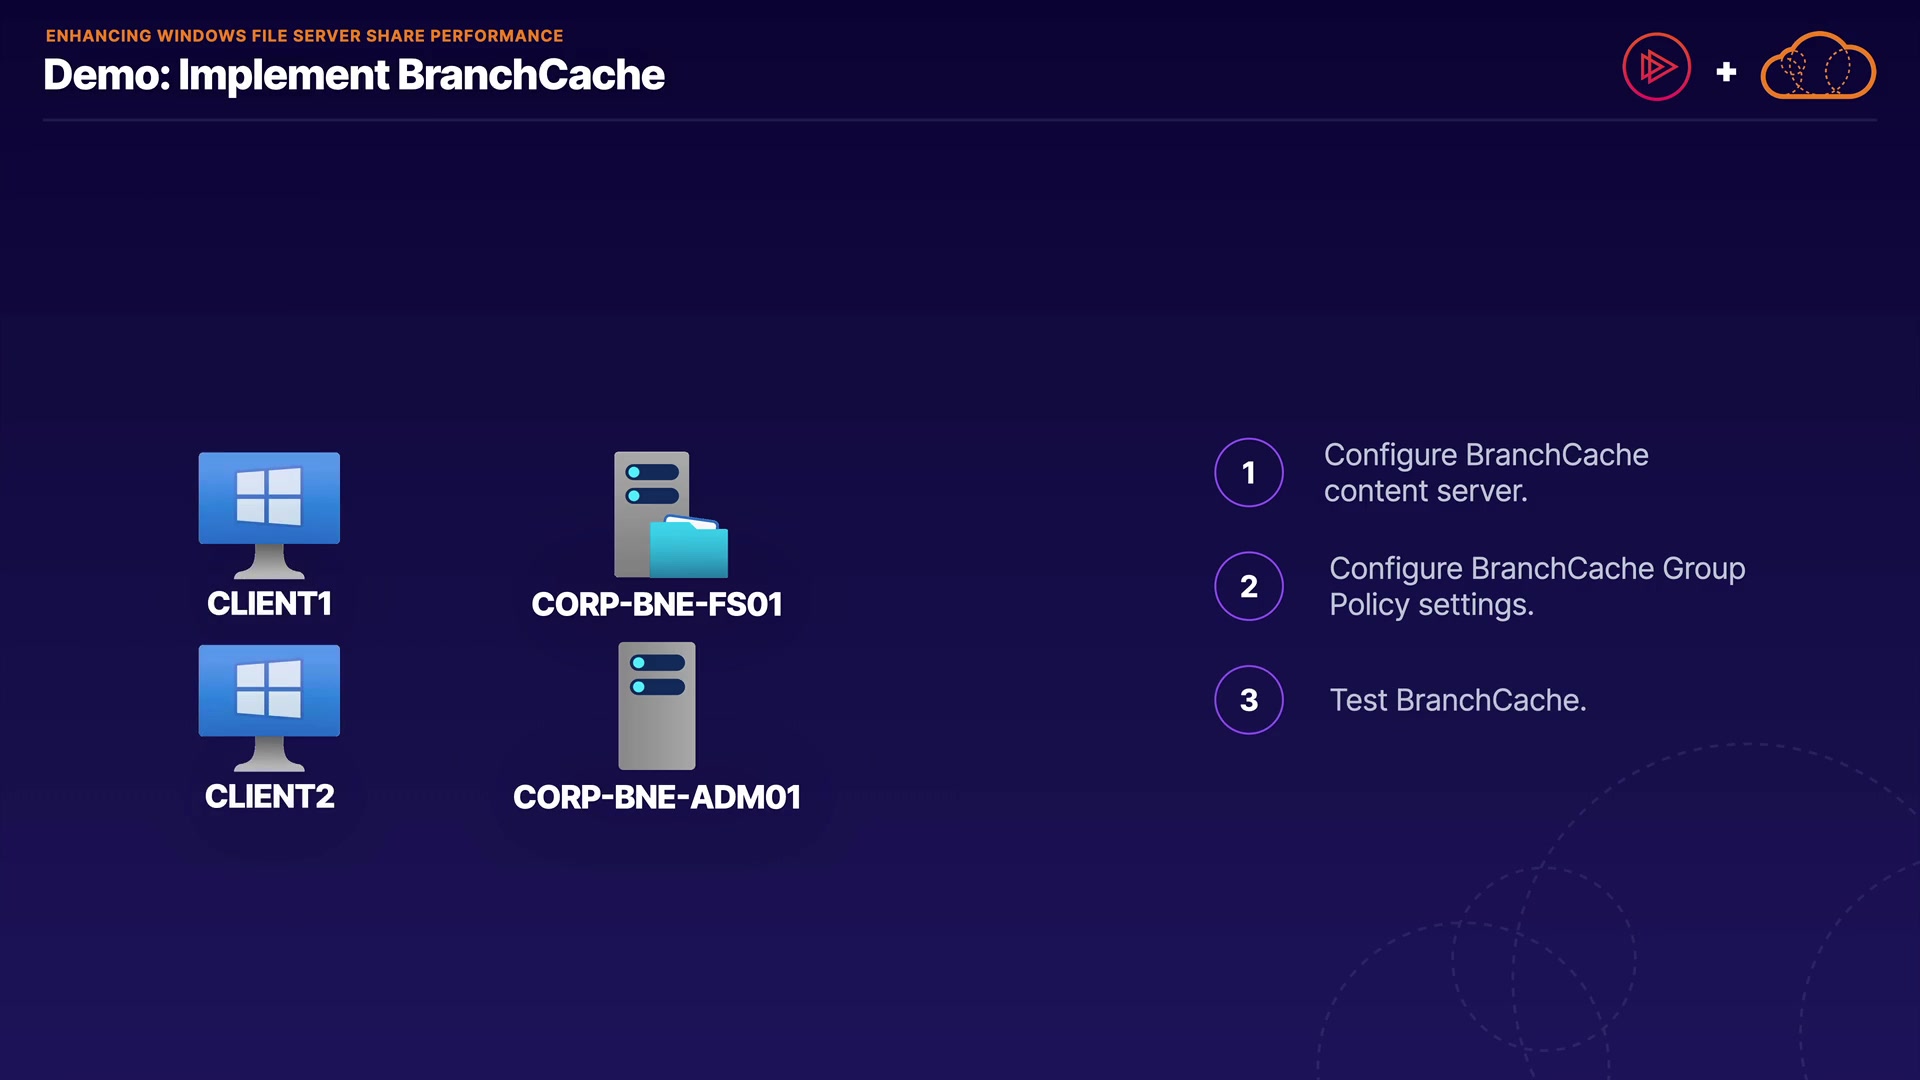 ENHANCING WINDOWS FILE SERVER SHARE PERFORMANCE
Demo: Implement BranchCache
CLIENT1
CORP-BNE-FS01
CLIENT2
CORP-BNE-ADM01
1
Configure BranchCache
content server.
2
Configure BranchCache Group
Policy settings.
3
Test BranchCache.